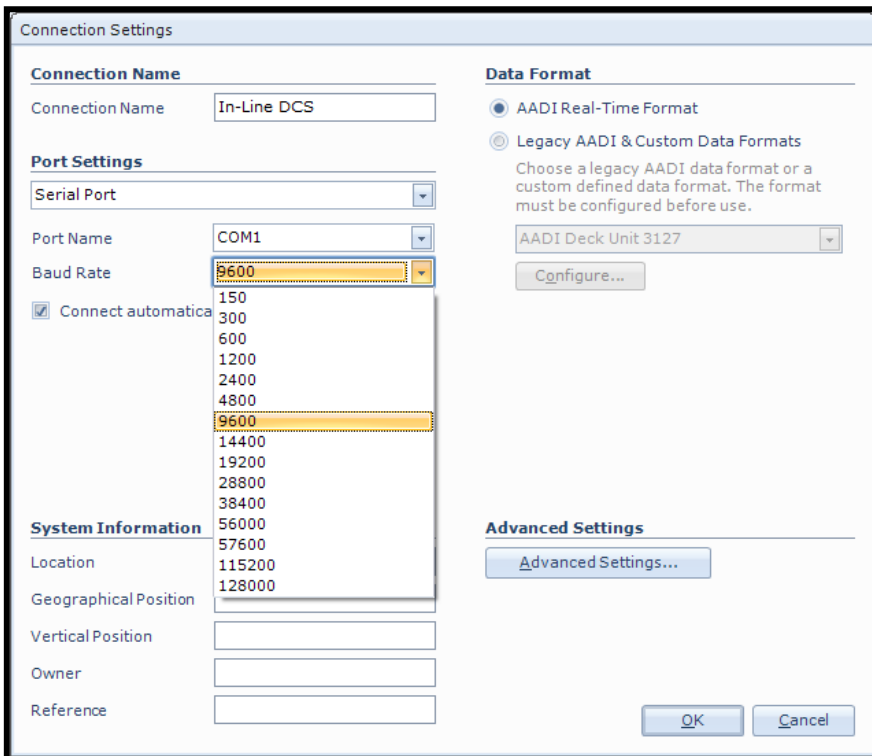 Connection Settings
Connection Name
Connection Name
In-Line DCS
Port Settings
Serial Port
Port Name
COM1
Baud Rate
9600
Connect automatica
150
300
600
1200
2400
4800
9600
14400
19200
28800
38400
56000
57600
115200
128000
System Information
Location
Geographical Position
Vertical Position
Owner
Reference
Data Format
AADI Real-Time Format
Legacy AADI & Custom Data Formats
Choose a legacy AADI data format or a
custom defined data format. The format
must be configured before use.
AADI Deck Unit 3127
Configure...
Advanced Settings
Advanced Settings...
OK
Cancel